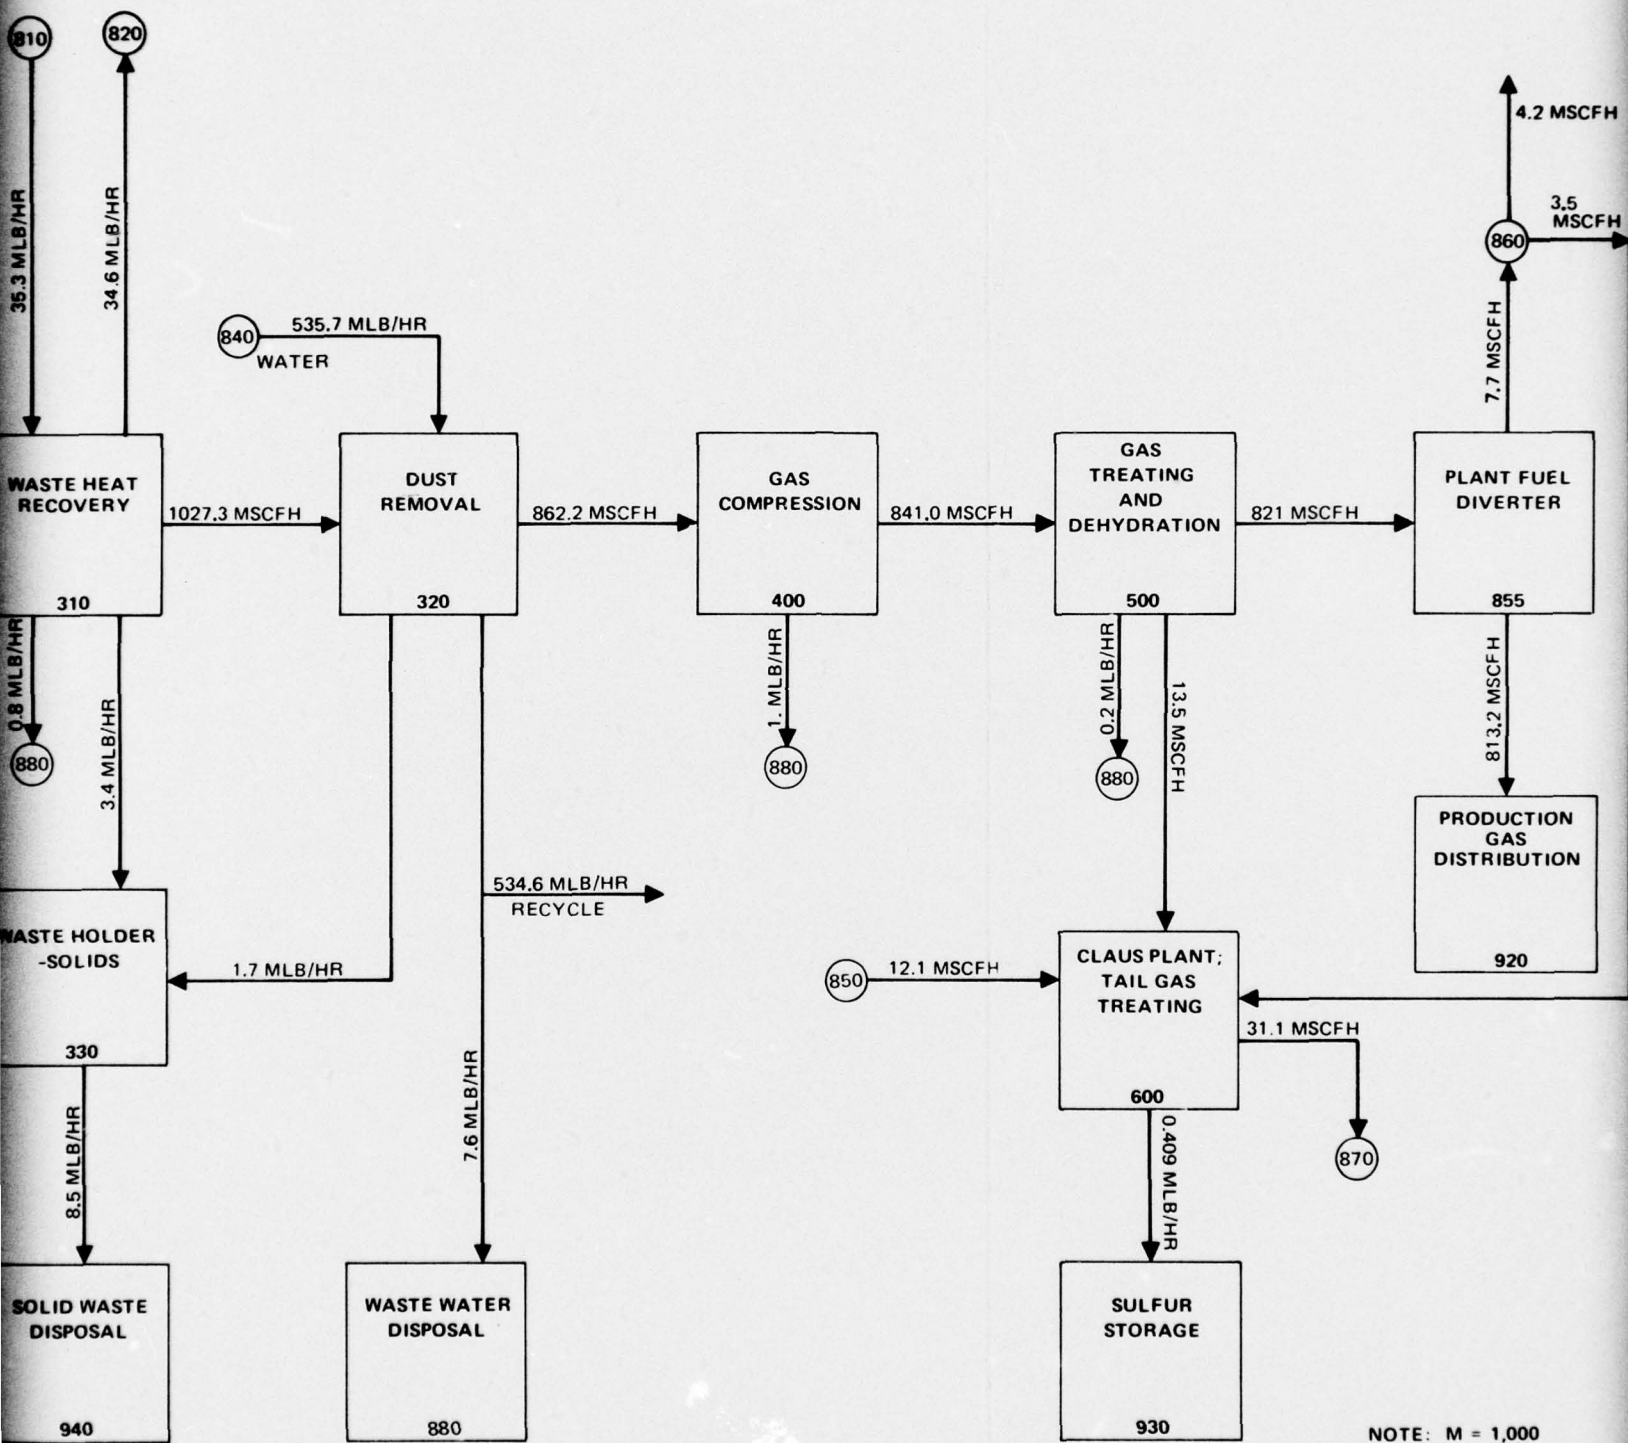 810
820
4.2 MSCFH
35.3 MLB/HR
34.6 MLB/HR
3.5
MSCFH
860
840
535.7 MLB/HR
WATER
7.7 MSCFH
WASTE HEAT
RECOVERY
310
1027.3 MSCFH
DUST
REMOVAL
320
862.2 MSCFH
GAS
COMPRESSION
400
841.0 MSCFH
GAS
TREATING
AND
DEHYDRATION
500
821 MSCFH
PLANT FUEL
DIVERTER
855
0.8 MLB/HR
880
3.4 MLB/HR
1. MLB/HR
880
0.2 MLB/HR
880
13.5 MSCFH
813.2 MSCFH
PRODUCTION
GAS
DISTRIBUTION
920
534.6 MLB/HR
RECYCLE
WASTE HOLDER
-SOLIDS
330
1.7 MLB/HR
850
12.1 MSCFH
CLAUS PLANT;
TAIL GAS
TREATING
600
31.1 MSCFH
870
8.5 MLB/HR
7.6 MLB/HR
0.409 MLB/HR
SOLID WASTE
DISPOSAL
940
WASTE WATER
DISPOSAL
880
SULFUR
STORAGE
930
NOTE: M = 1,000